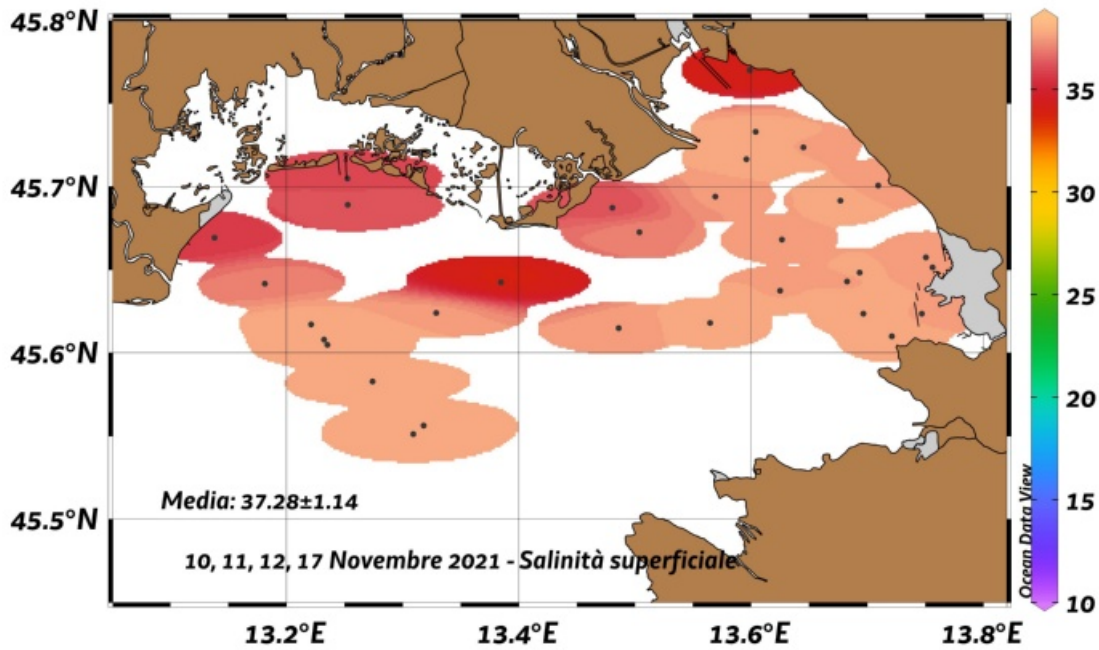 45.8°N
45.7°N
45.6°N
45.5°N
Media: 37.28±1.14
10, 11, 12, 17 Novembre 2021 - Salinità superficiale
13.2°E
13.4°E
13.6°E
13.8°E
Ocean Data View
35
30
25
20
15
10